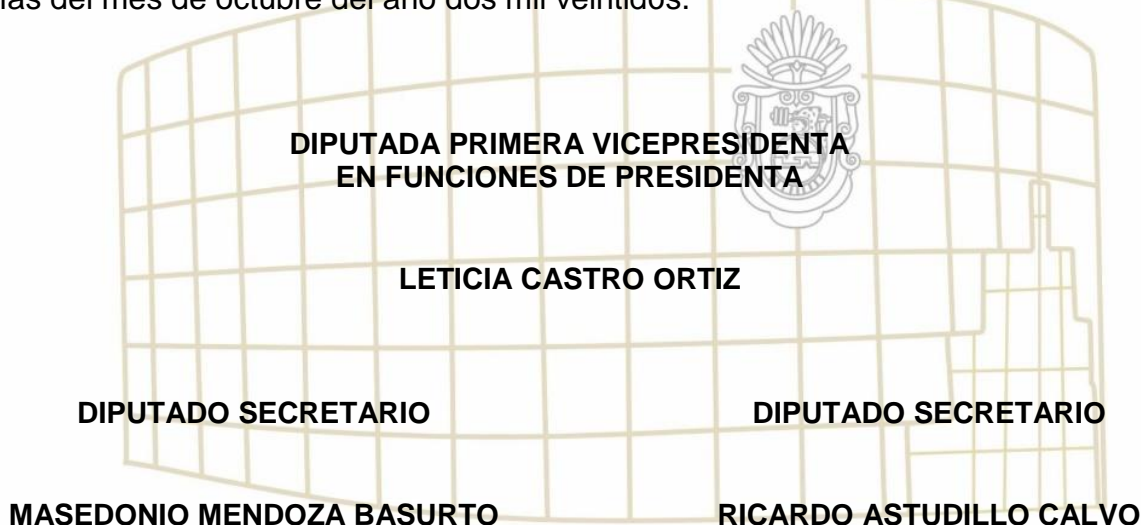 días del mes de octubre del año dos mil veintidós.
DIPUTADA PRIMERA VICEPRESIDENTA
EN FUNCIONES DE PRESIDENTA
LETICIA CASTRO ORTIZ
DIPUTADO SECRETARIO DIPUTADO SECRETARIO
MASEDONIO MENDOZA BASURTO RICARDO ASTUDILLO CALVO